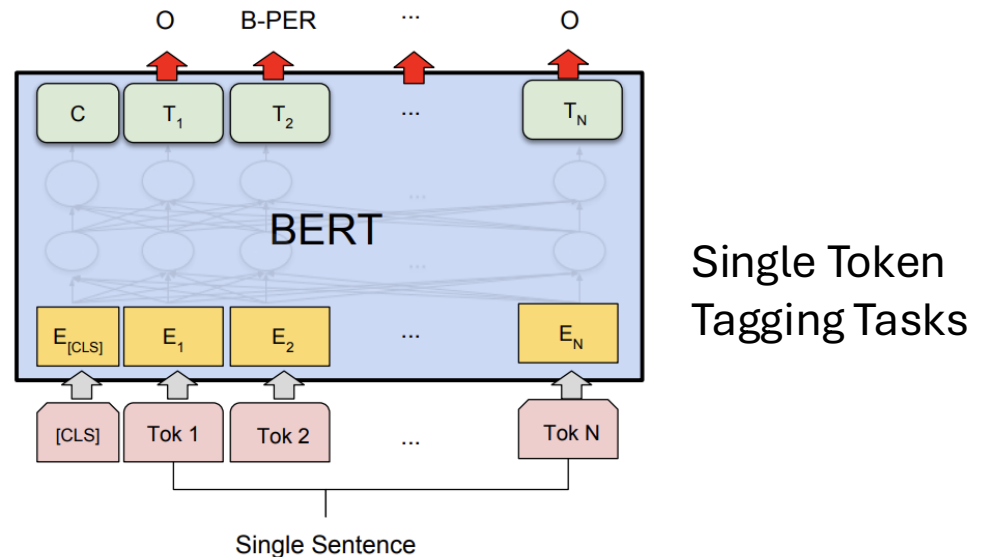 O B-PER ... O
C T1 T2 ... TN
...
BERT
...
E[CLS] E1 E2 ... EN
[CLS] Tok 1 Tok 2 ... Tok N
Single Sentence
Single Token
Tagging Tasks